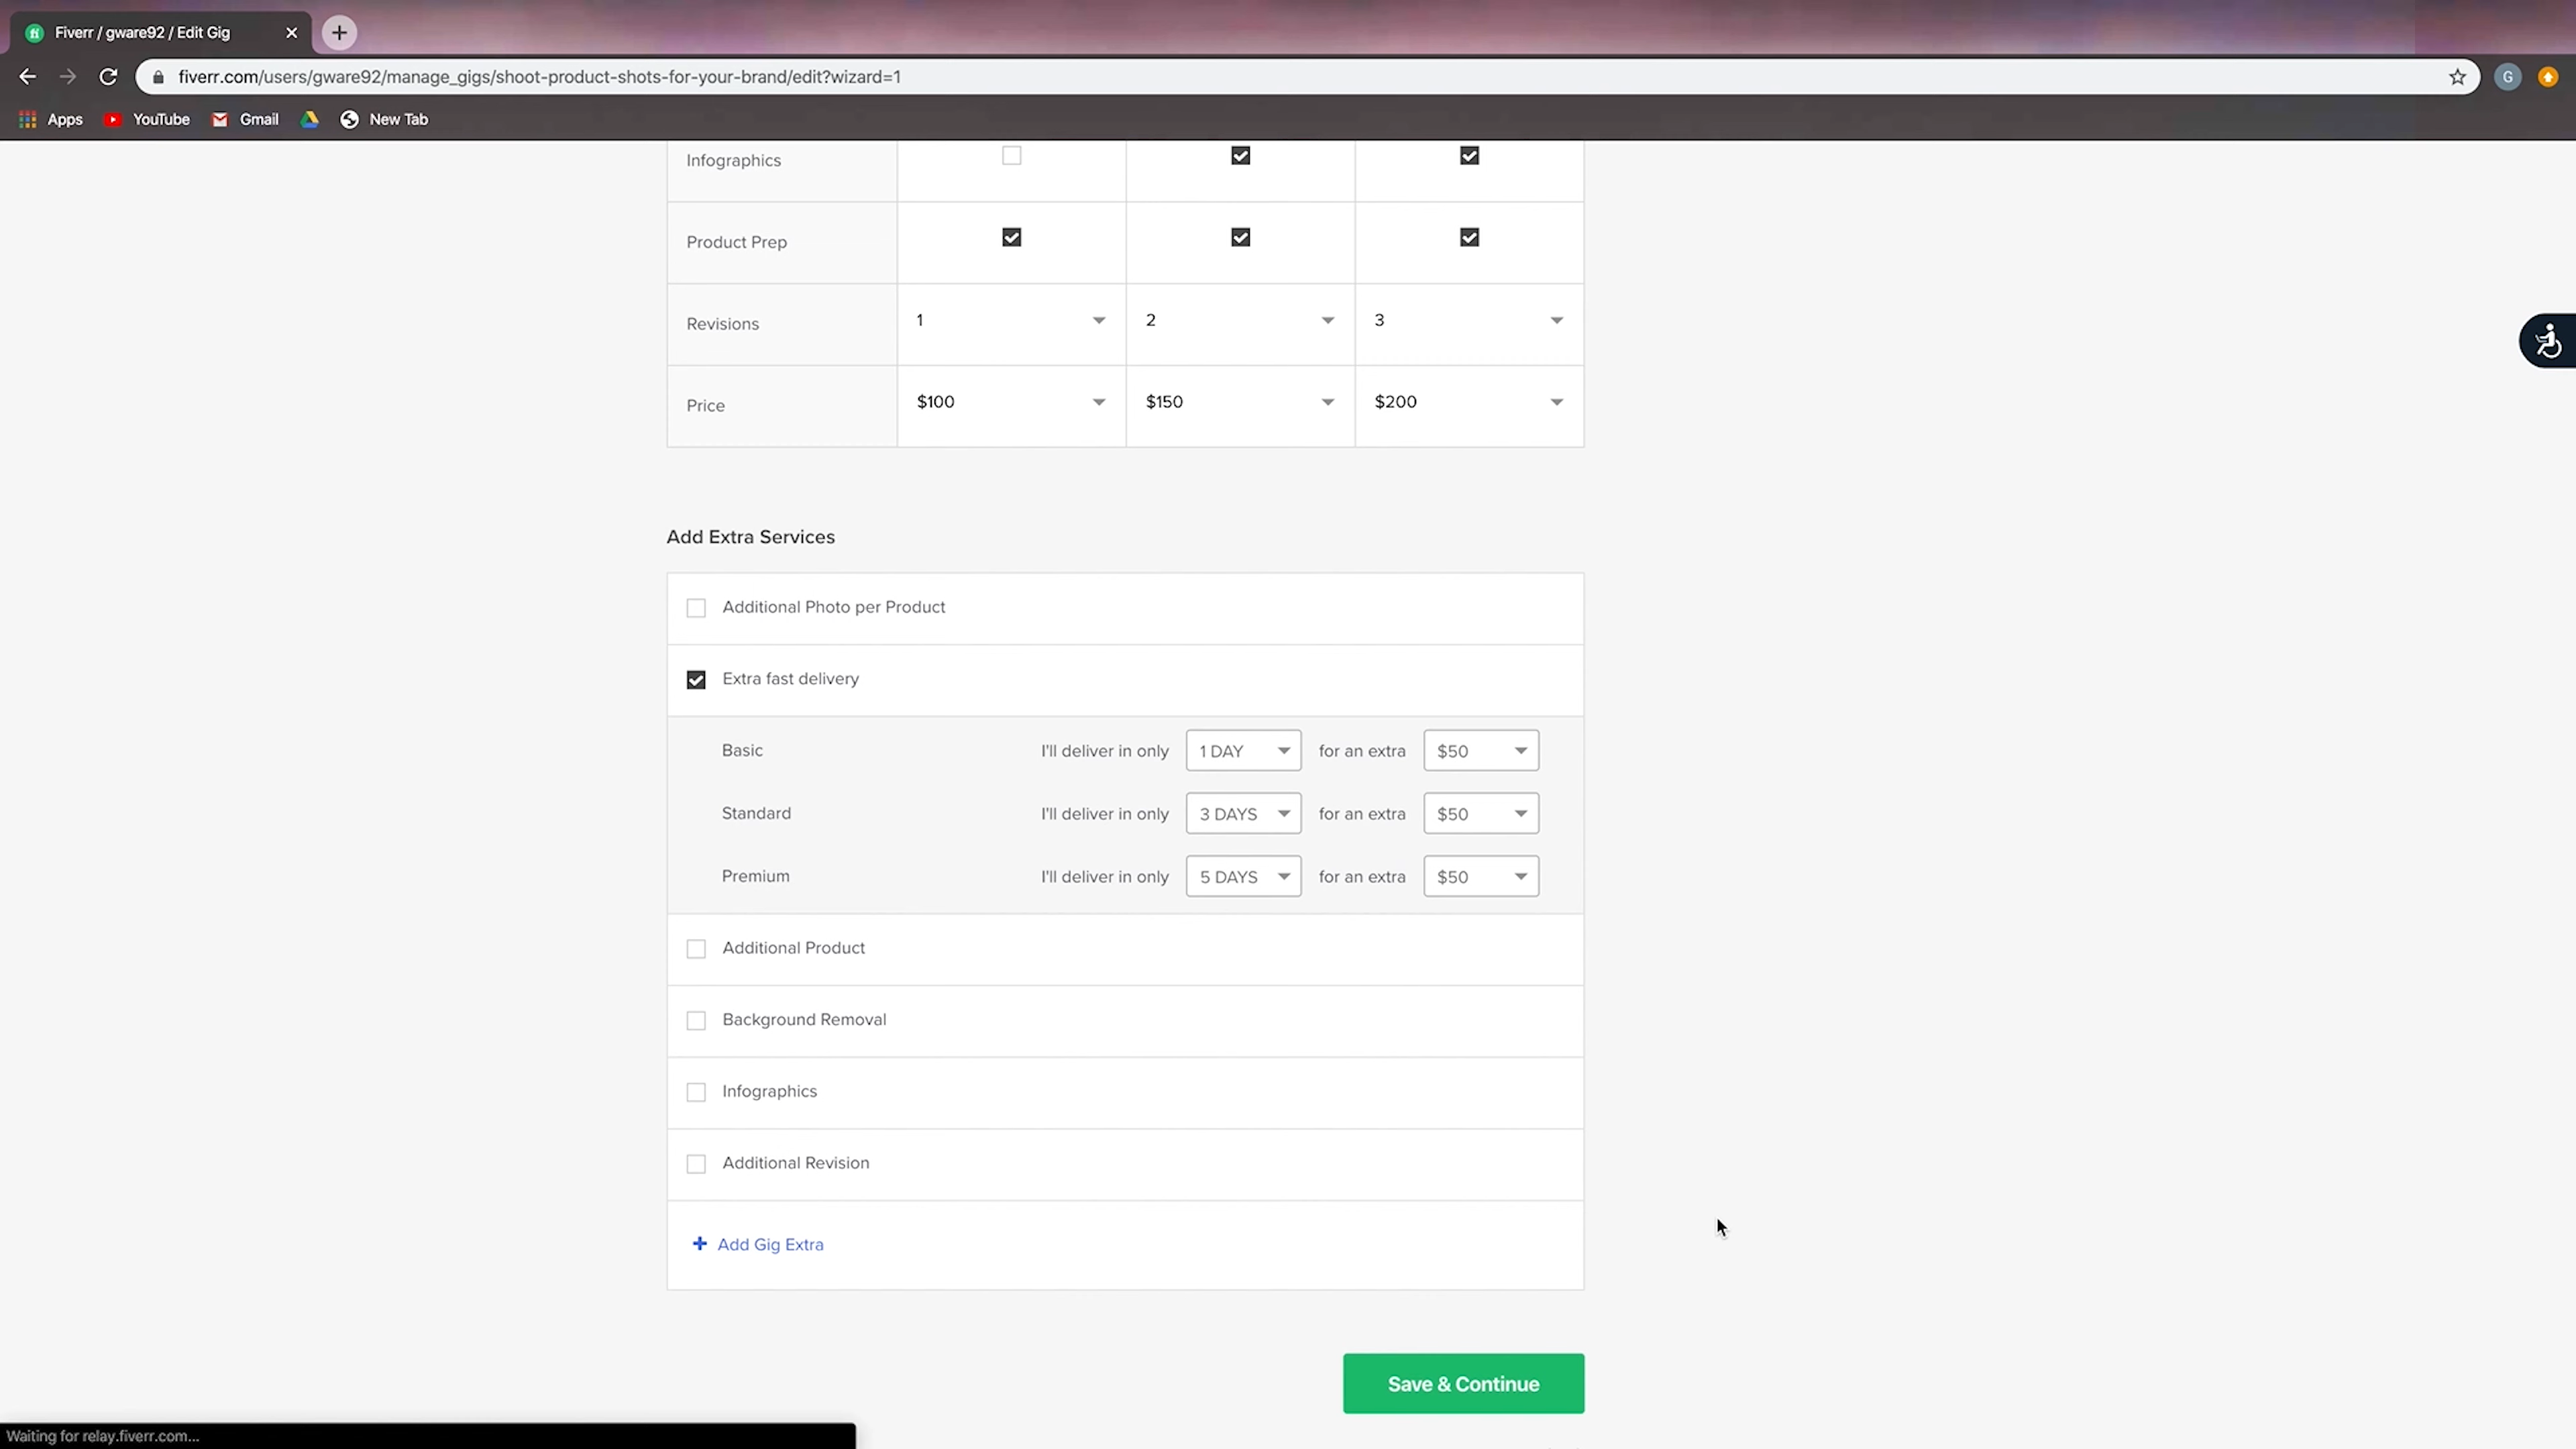 Fiverr / gware92 / Edit Gig
fiverr.com/users/gware92/manage_gigs/shoot-product-shots-for-your-brand/edit?wizard=1
G
Apps YouTube Gmail New Tab
Infographics
Product Prep
Revisions 1 2 3
Price $100 $150 $200
Add Extra Services
Additional Photo per Product
Extra fast delivery
Basic I'll deliver in only 1 DAY for an extra $50
Standard I'll deliver in only 3 DAYS for an extra $50
Premium I'll deliver in only 5 DAYS for an extra $50
Additional Product
Background Removal
Infographics
Additional Revision
+ Add Gig Extra
Save & Continue
Waiting for relay.fiverr.com...